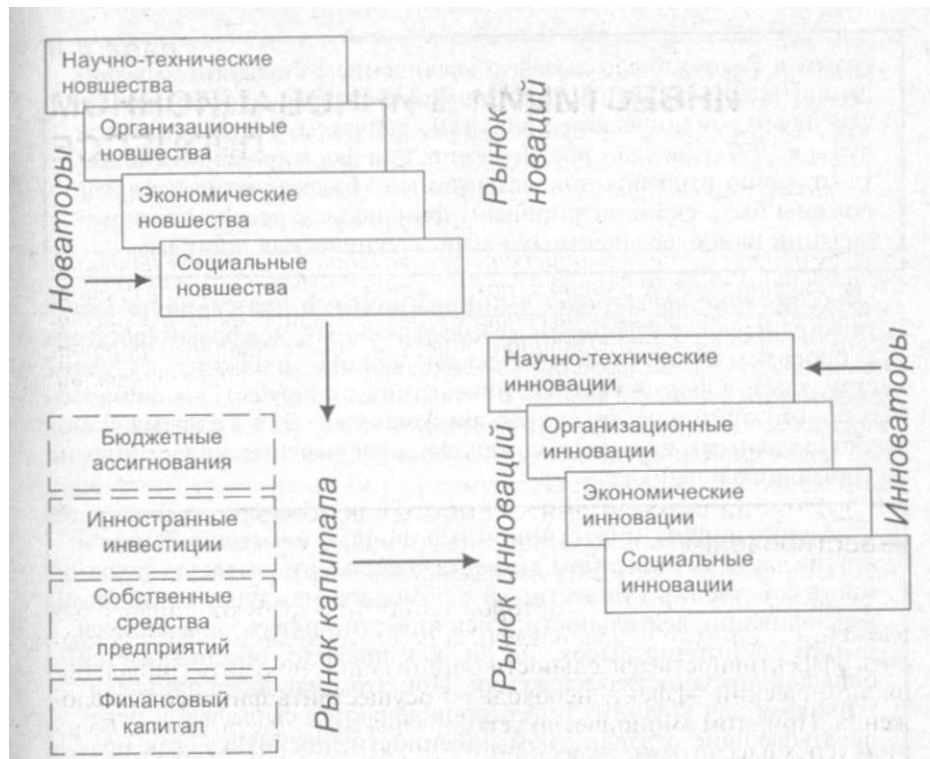 Научно-технические
новшества
Организационные
новшества
Экономические
новшества
Социальные
новшества
Новаторы
Рынок
новаций
Научно-технические
инновации
Организационные
инновации
Экономические
инновации
Социальные
инновации
Инноваторы
Рынок инноваций
Рынок капитала
Бюджетные
ассигнования
Инностранные
инвестиции
Собственные
средства
предприятий
Финансовый
капитал